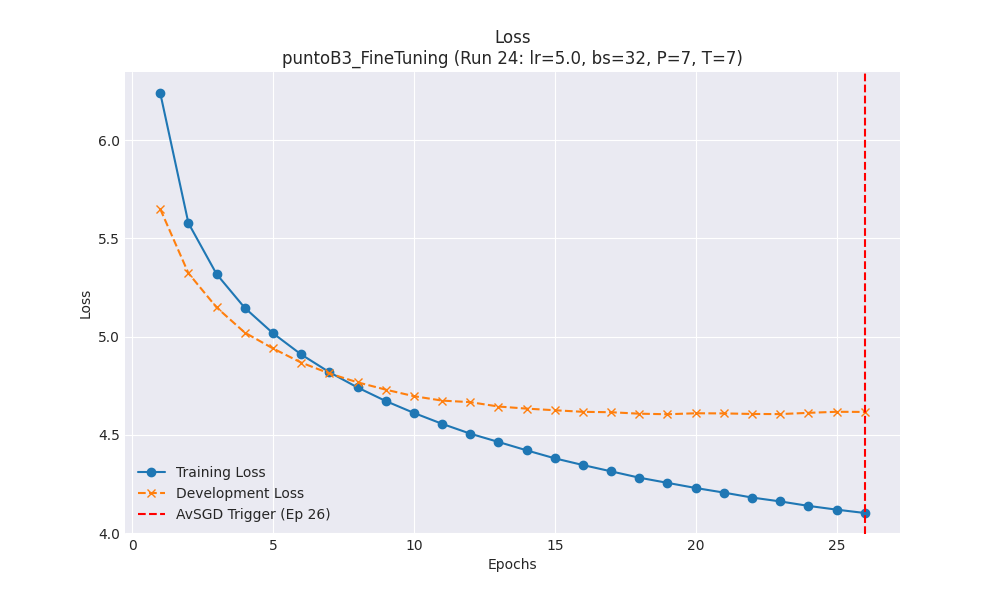 Loss
puntoB3_FineTuning (Run 24: lr=5.0, bs=32, P=7, T=7)
Loss
6.0
5.5
5.0
4.5
4.0
Training Loss
Development Loss
AvSGD Trigger (Ep 26)
0 5 10 15 20 25
Epochs